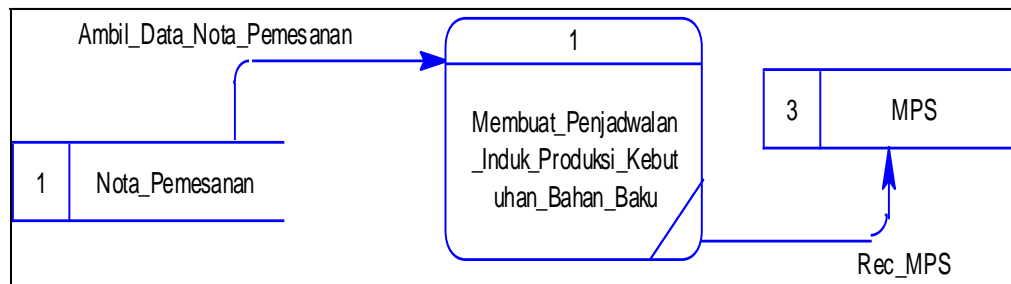 Ambil_Data_Nota_Pemesanan
1
Membuat_Penjadwalan
_Induk_Produksi_Kebut
uhan_Bahan_Baku
3
MPS
1
Nota_Pemesanan
Rec_MPS